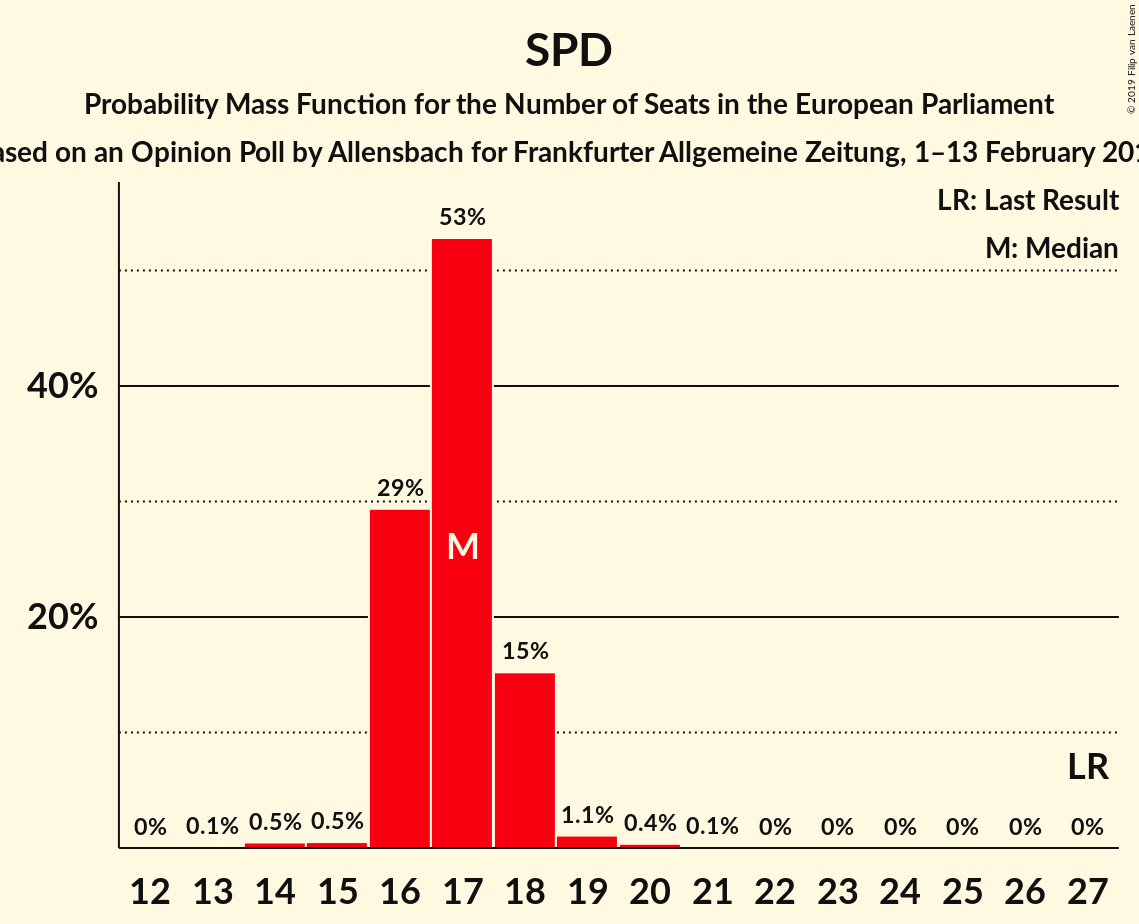 SPD
Probability Mass Function for the Number of Seats in the European Parliament
on an Opinion Poll by Allensbach for Frankfurter Allgemeine Zeitung, 1–13 February
© 2019 Filip van Laenen
LR: Last Result
M: Median
53%
40%
29%
M
20%
15%
LR
0% 0.1% 0.5% 0.5% 1.1% 0.4% 0.1% 0% 0% 0% 0% 0% 0%
12 13 14 15 16 17 18 19 20 21 22 23 24 25 26 27